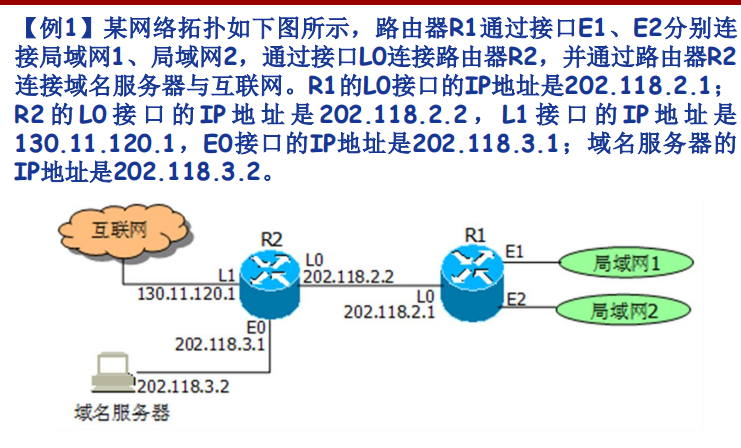 【例1】某网络拓扑如下图所示，路由器R1通过接口E1、E2分别连
接局域网1、局域网2，通过接口L0连接路由器R2，并通过路由器R2
连接域名服务器与互联网。R1的L0接口的IP地址是202.118.2.1；
R2的L0接口的IP地址是202.118.2.2，L1接口的IP地址是
130.11.120.1，E0接口的IP地址是202.118.3.1；域名服务器的
IP地址是202.118.3.2。
互联网
R2
R1
L0
202.118.2.2
L1
130.11.120.1
E0
202.118.3.1
L0
202.118.2.1
E1
局域网1
E2
局域网2
202.118.3.2
域名服务器